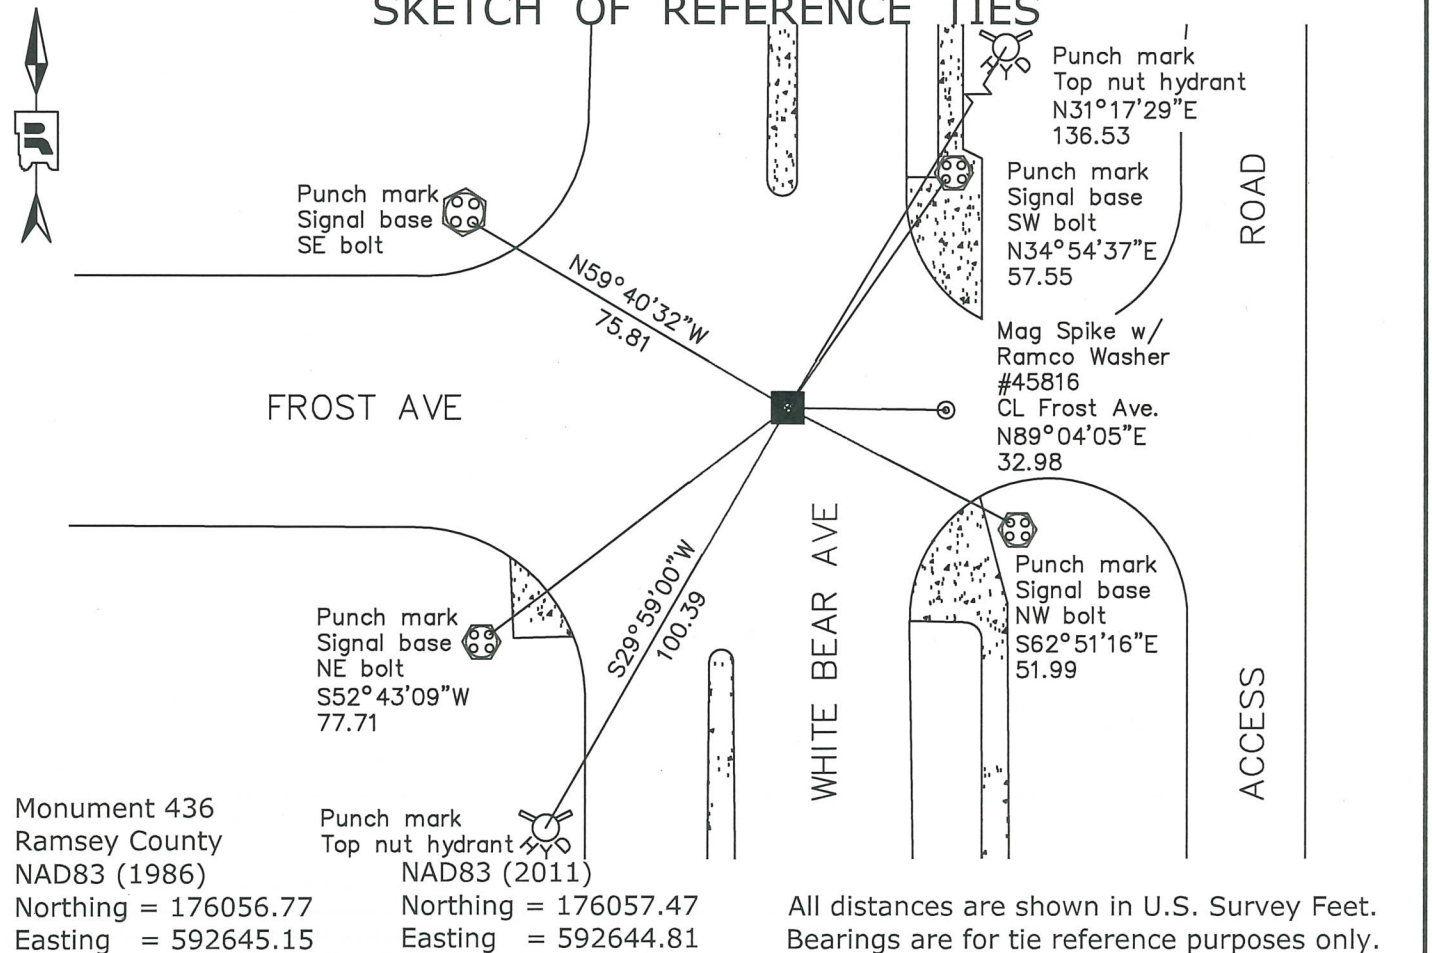 SKETCH OF REFERENCE TIES
HYD
Punch mark
Top nut hydrant
N31°17'29"E
136.53
R
Punch mark
Signal base
SE bolt
Punch mark
Signal base
SW bolt
N34°54'37"E
57.55
ROAD
N59°40'32"W
75.81
Mag Spike w/
Ramco Washer
#45816
CL Frost Ave.
N89°04'05"E
32.98
FROST AVE
WHITE BEAR AVE
S29°59'00"W
100.39
Punch mark
Signal base
NW bolt
S62°51'16"E
51.99
Punch mark
Signal base
NE bolt
S52°43'09"W
77.71
ACCESS
Punch mark
Top nut hydrant
HYD
Monument 436
Ramsey County
NAD83 (1986)
Northing = 176056.77
Easting = 592645.15
NAD83 (2011)
Northing = 176057.47
Easting = 592644.81
All distances are shown in U.S. Survey Feet.
Bearings are for tie reference purposes only.